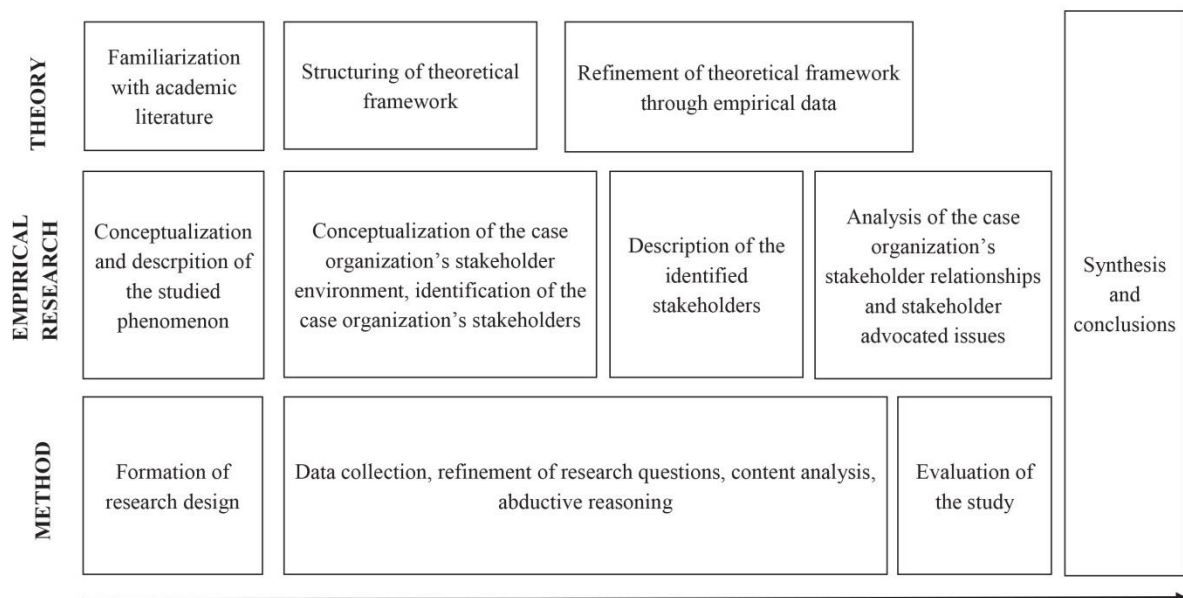 THEORY
Familiarization
with academic
literature
Structuring of theoretical
framework
Refinement of theoretical framework
through empirical data
EMPIRICAL
RESEARCH
Conceptualization
and descrpition of
the studied
phenomenon
Conceptualization of the case
organization's stakeholder
environment, identification of the
case organization's stakeholders
Description of the
identified
stakeholders
Analysis of the case
organization's
stakeholder relationships
and stakeholder
advocated issues
METHOD
Formation of
research design
Data collection, refinement of research questions, content analysis,
abductive reasoning
Evaluation of
the study
Synthesis
and
conclusions